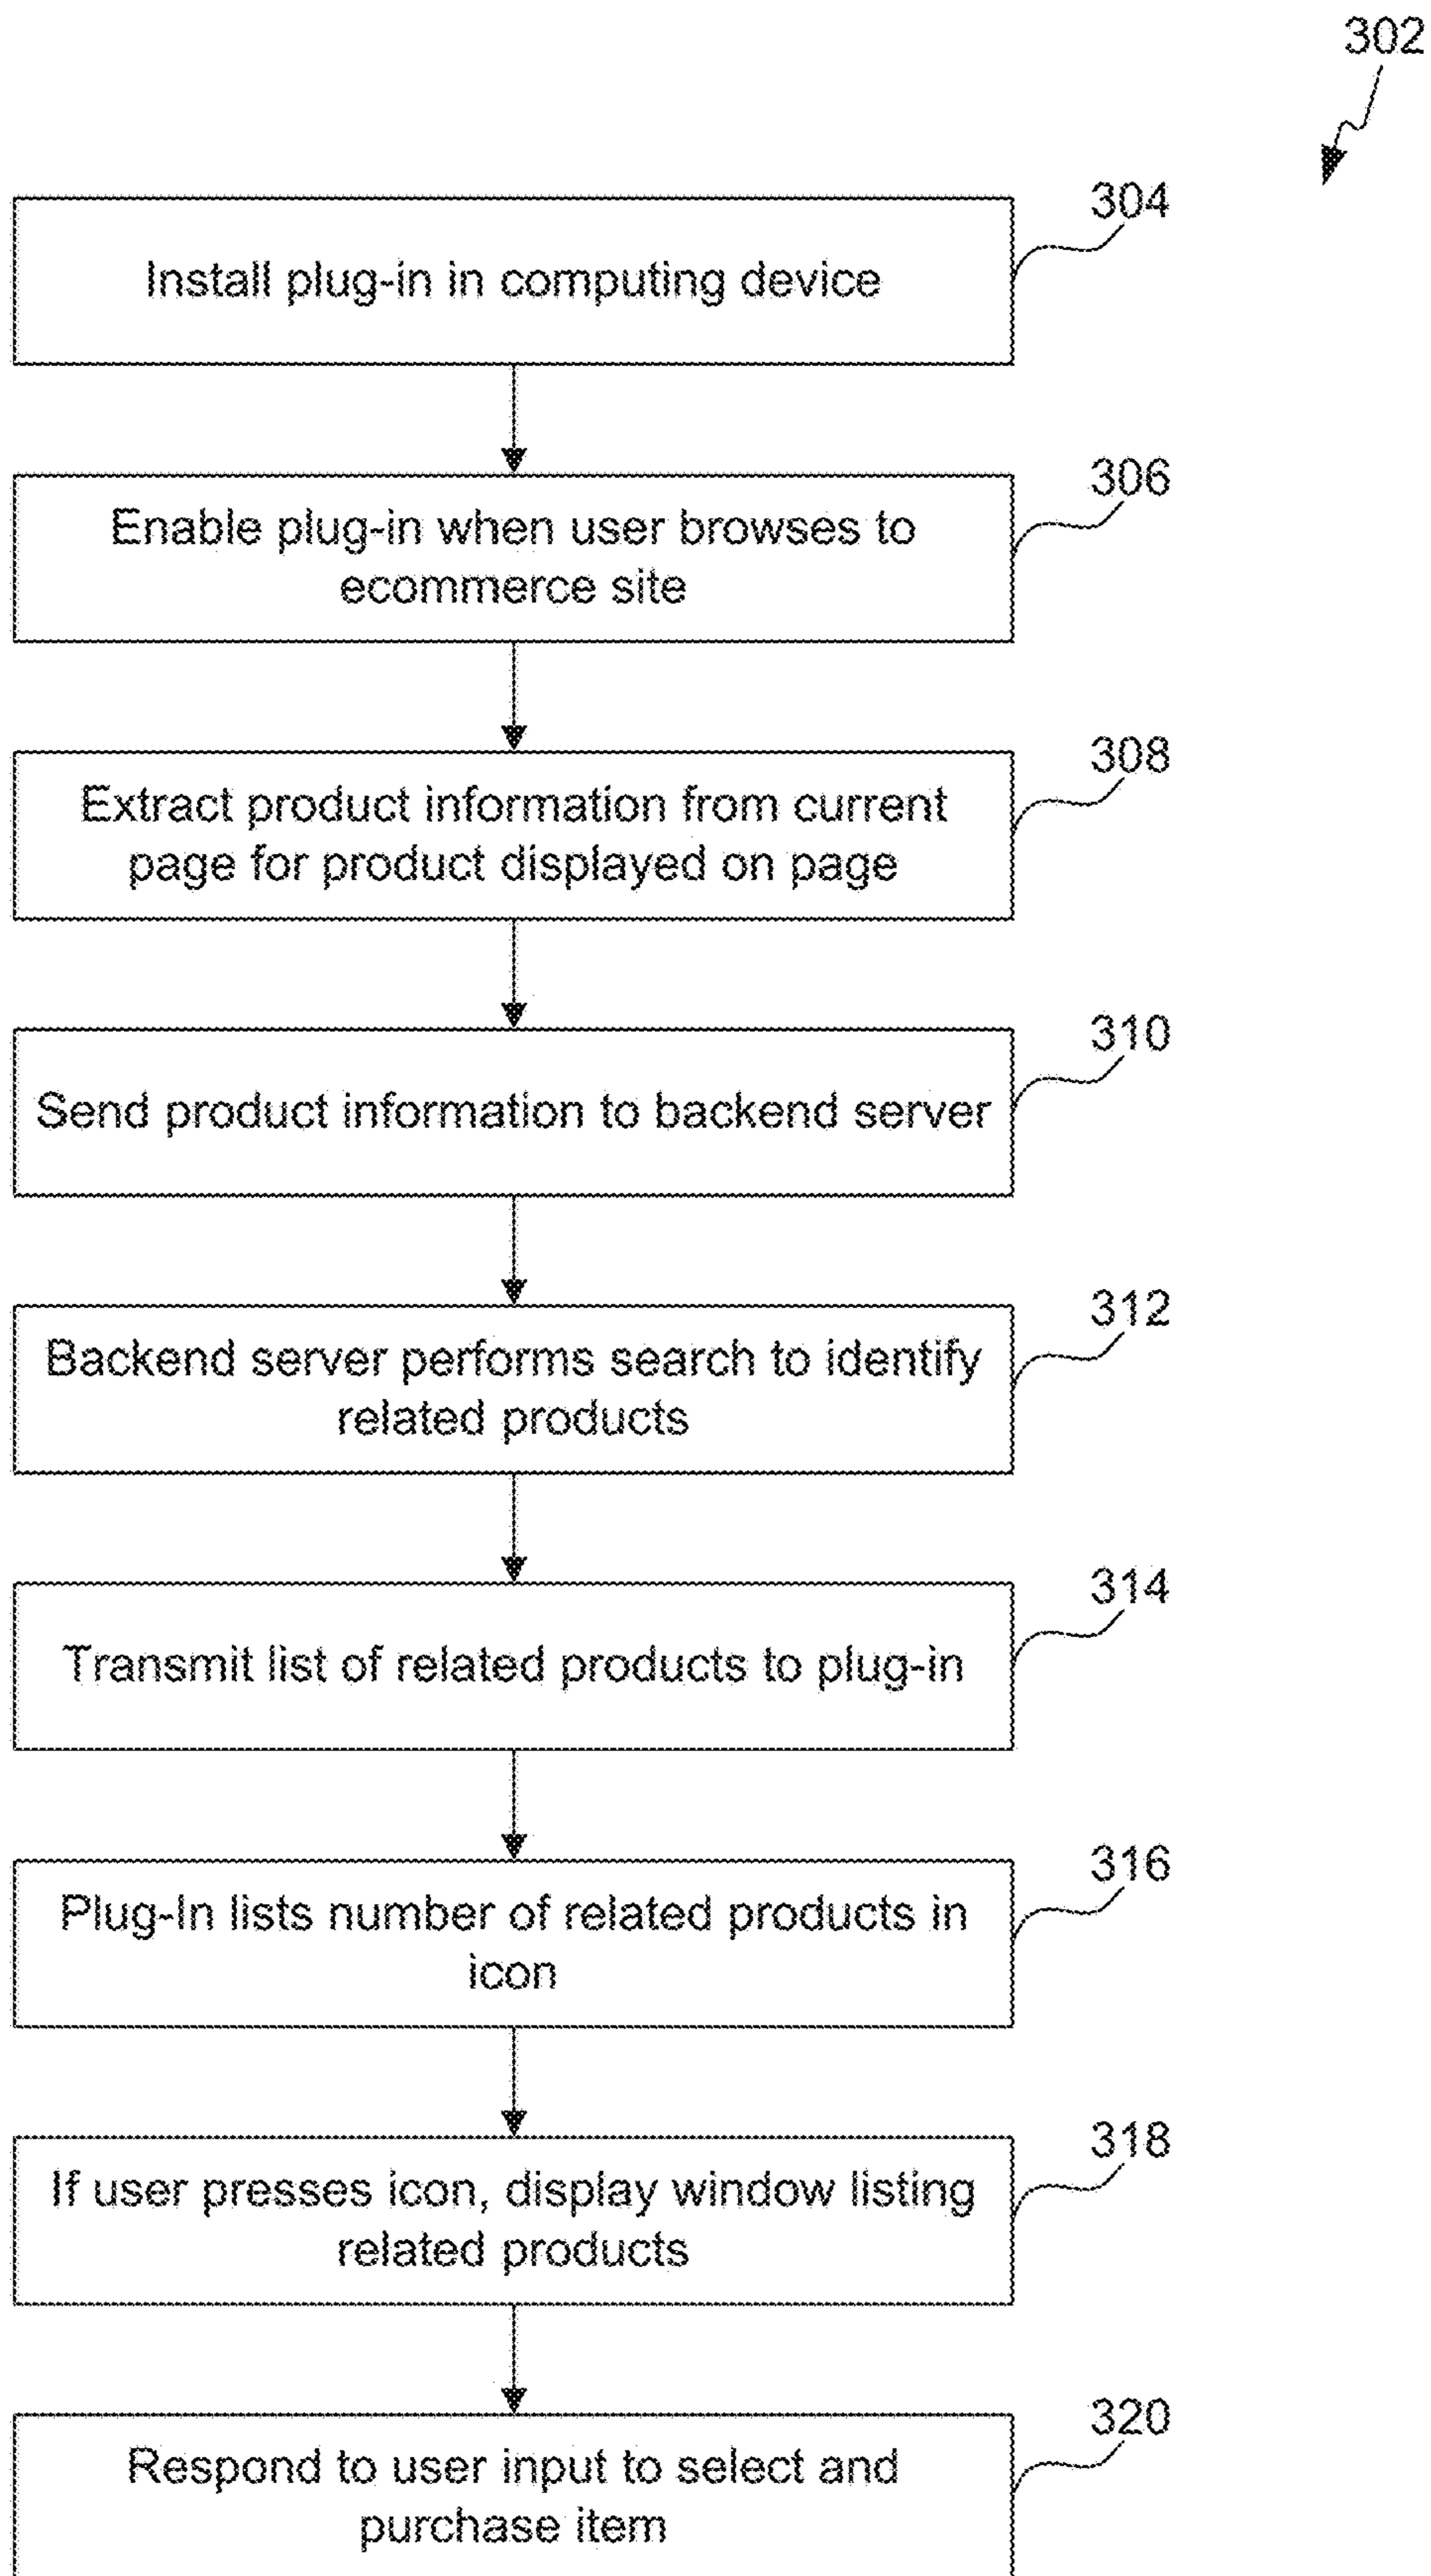 302
304
Install plug-in in computing device
306
Enable plug-in when user browses to
ecommerce site
308
Extract product information from current
page for product displayed on page
310
Send product information to backend server
312
Backend server performs search to identify
related products
314
Transmit list of related products to plug-in
316
Plug-In lists number of related products in
icon
318
If user presses icon, display window listing
related products
320
Respond to user input to select and
purchase item